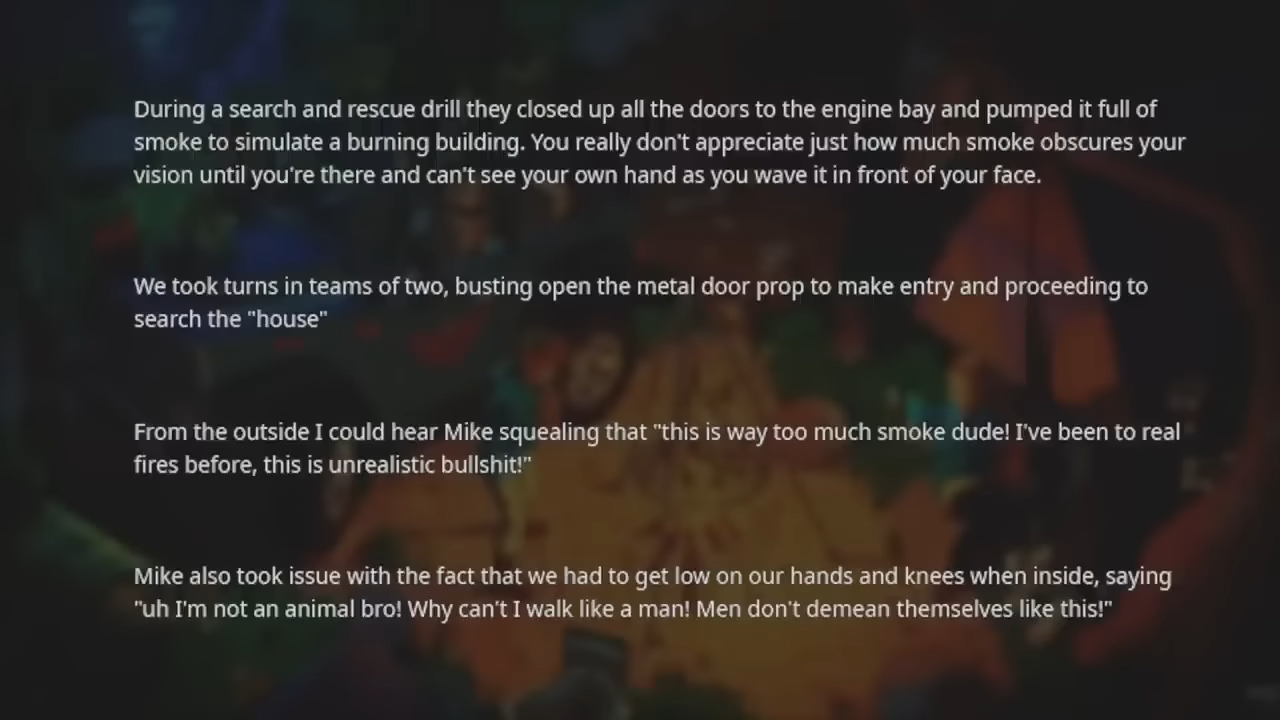 During a search and rescue drill they closed up all the doors to the engine bay and pumped it full of
smoke to simulate a burning building. You really don't appreciate just how much smoke obscures your
vision until you're there and can't see your own hand as you wave it in front of your face.
We took turns in teams of two, busting open the metal door prop to make entry and proceeding to
search the "house"
From the outside I could hear Mike squealing that "this is way too much smoke dude! I've been to real
fires before, this is unrealistic bullshit!"
Mike also took issue with the fact that we had to get low on our hands and knees when inside, saying
"uh I'm not an animal bro! Why can't I walk like a man! Men don't demean themselves like this!"